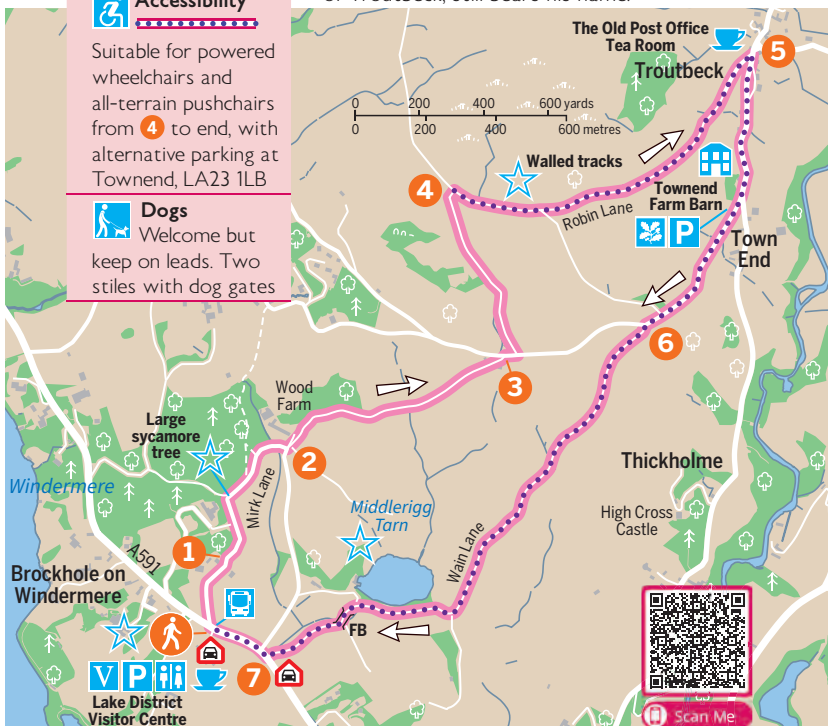 Accessibility
Suitable for powered
wheelchairs and
all-terrain pushchairs
from 4 to end, with
alternative parking at
Townend, LA23 1LB
Dogs
Welcome but
keep on leads. Two
stiles with dog gates
The Old Post Office
Tea Room
5
Troutbeck
0 200 400 600 yards
0 200 400 600 metres
Walled tracks
4
Robin Lane
Townend
Farm Barn
P
Town
End
6
3
Wood
Farm
Large
sycamore
tree
2
Mirk Lane
Windermere
Middlerigg
Tarn
Wain Lane
Thickholme
High Cross
Castle
1
A591
Brockhole on
Windermere
FB
7
V P
Lake District
Visitor Centre
Scan Me